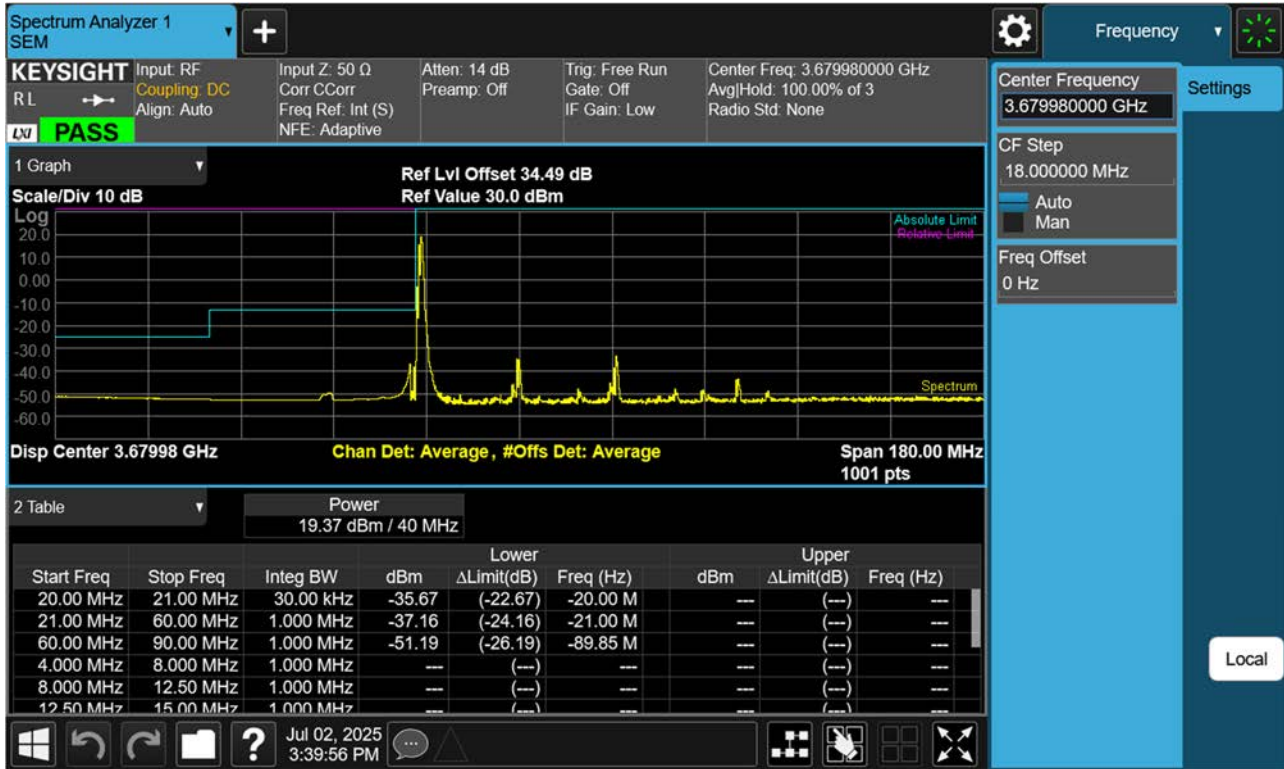 Spectrum Analyzer 1
SEM
+
Frequency
KEYSIGHT
RL
LXI
PASS
Input: RF
Coupling: DC
Align: Auto
Input Z: 50 Ω
Corr CCorr
Freq Ref: Int (S)
NFE: Adaptive
Atten: 14 dB
Preamp: Off
Trig: Free Run
Gate: Off
IF Gain: Low
Center Freq: 3.679980000 GHz
Avg|Hold: 100.00% of 3
Radio Std: None
Center Frequency
3.679980000 GHz
Settings
CF Step
18.000000 MHz
Auto
Man
Freq Offset
0 Hz
1 Graph
Scale/Div 10 dB
Ref Lvl Offset 34.49 dB
Ref Value 30.0 dBm
Log
20.0
10.0
0.00
-10.0
-20.0
-30.0
-40.0
-50.0
-60.0
Absolute Limit
Relative Limit
Spectrum
Disp Center 3.67998 GHz
Chan Det: Average, #Offs Det: Average
Span 180.00 MHz
1001 pts
2 Table
Power
19.37 dBm / 40 MHz
Lower Upper
Start Freq Stop Freq Integ BW dBm ΔLimit(dB) Freq (Hz) dBm ΔLimit(dB) Freq (Hz)
20.00 MHz 21.00 MHz 30.00 kHz -35.67 (-22.67) -20.00 M --- (---) ---
21.00 MHz 60.00 MHz 1.000 MHz -37.16 (-24.16) -21.00 M --- (---) ---
60.00 MHz 90.00 MHz 1.000 MHz -51.19 (-26.19) -89.85 M --- (---) ---
4.000 MHz 8.000 MHz 1.000 MHz --- (---) --- --- (---) ---
8.000 MHz 12.50 MHz 1.000 MHz --- (---) --- --- (---) ---
12.50 MHz 15.00 MHz 1.000 MHz --- (---) --- --- (---) ---
Local
?
Jul 02, 2025
3:39:56 PM